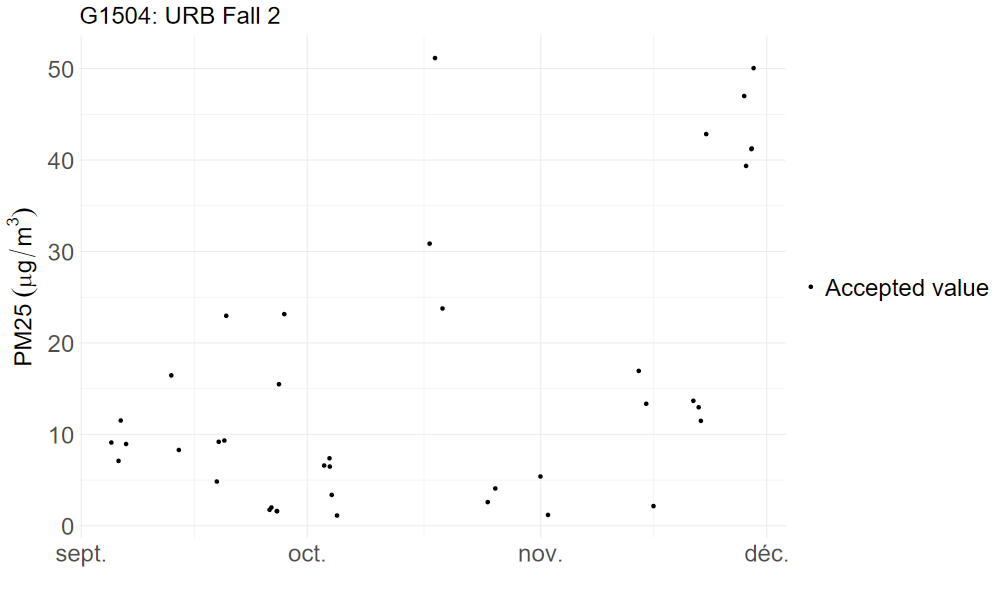 G1504: URB Fall 2
PM25 (μg/m³)
50
40
30
20
10
0
sept. oct. nov. déc.
Accepted value